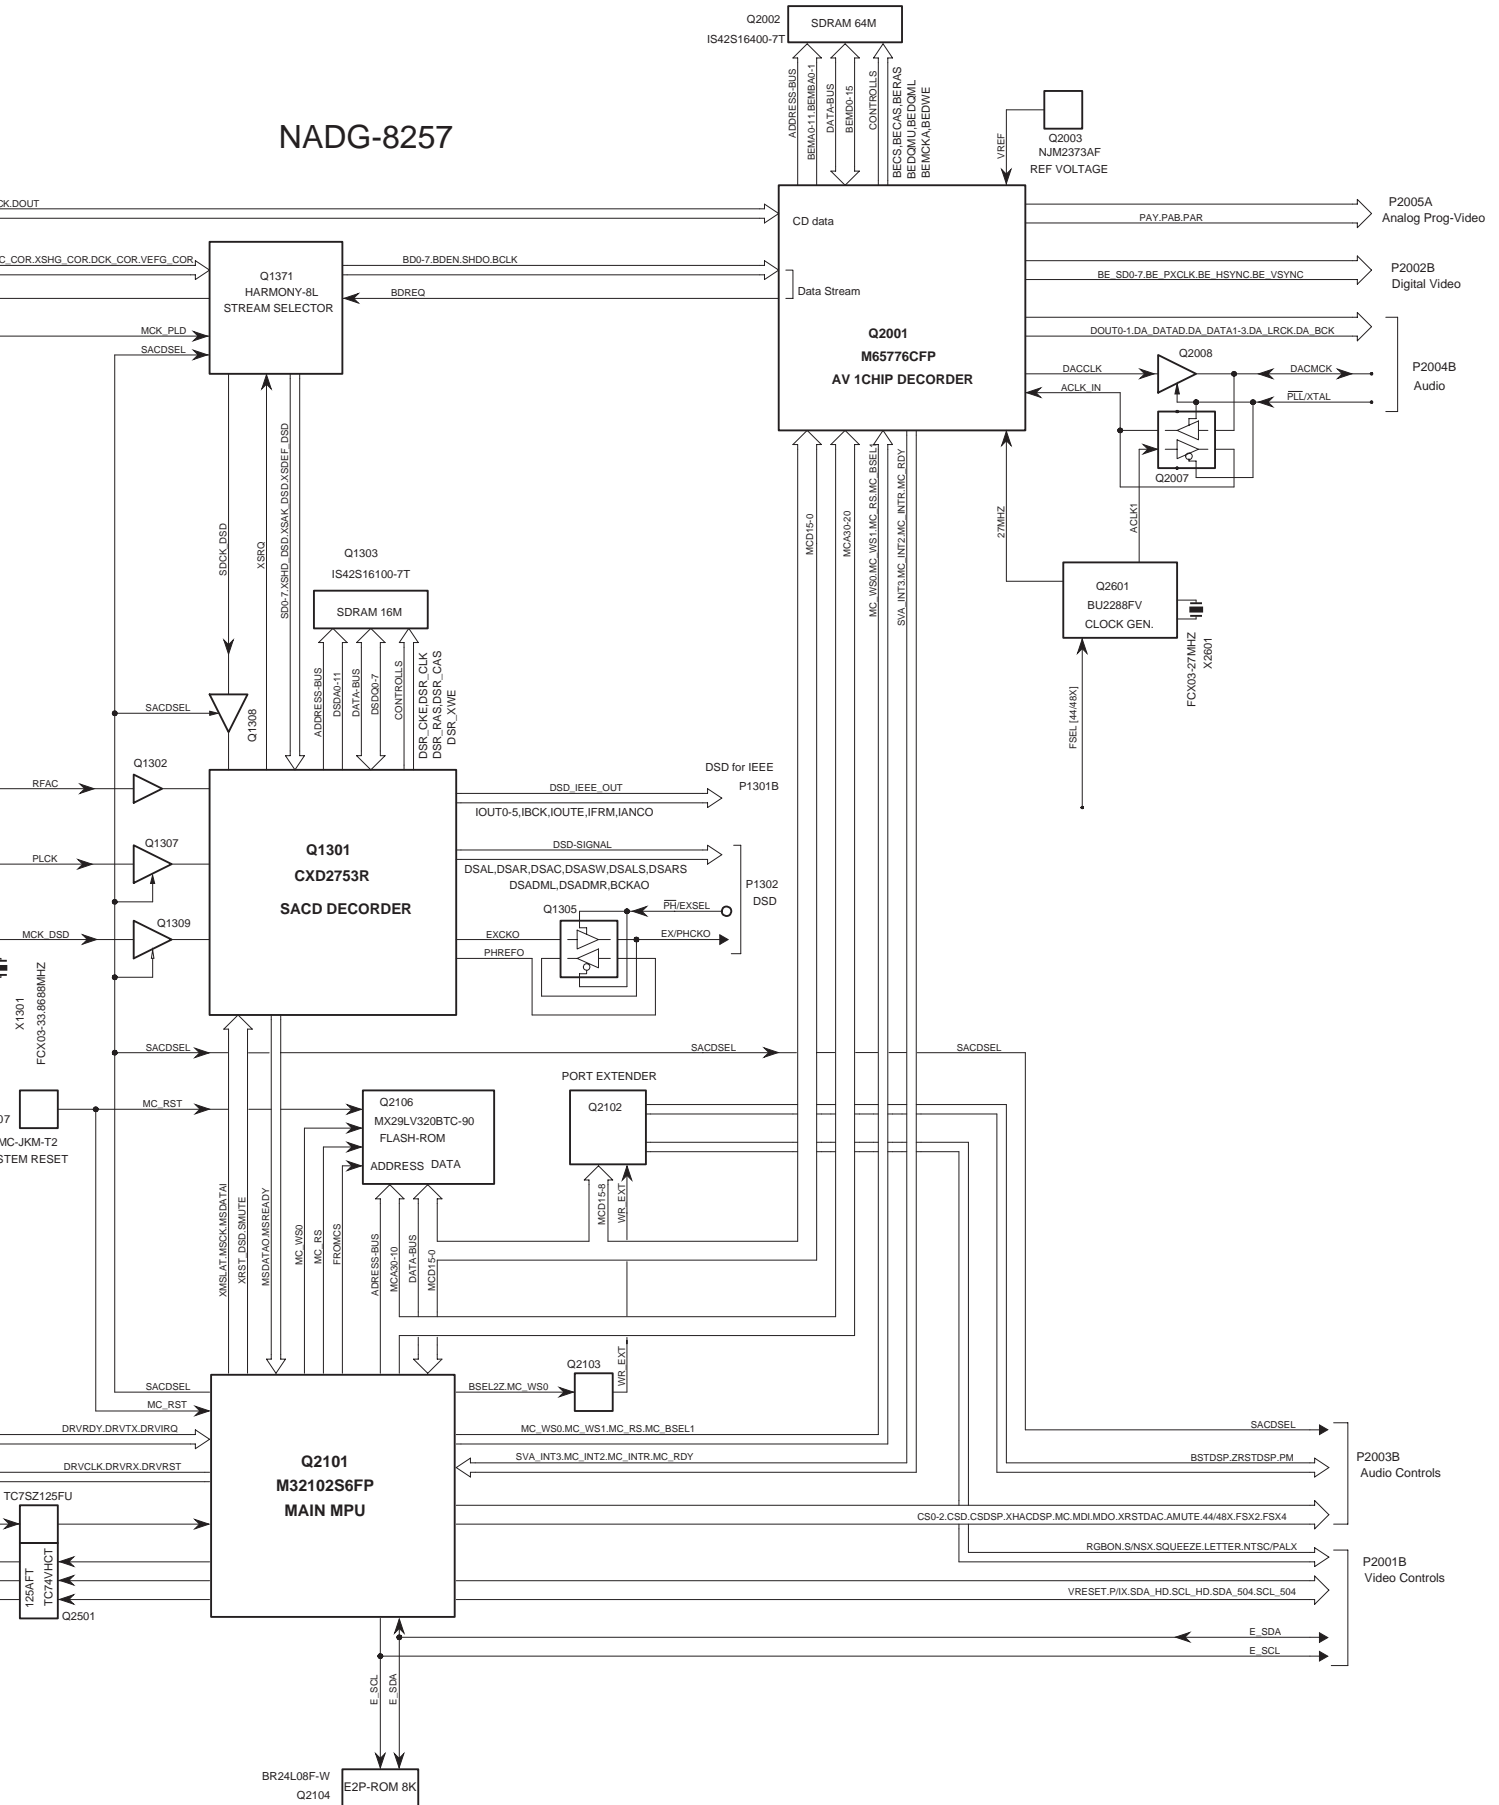 Q2002
IS42S16400-7T
SDRAM 64M
ADDRESS-BUS
BEMA0-11.BEMBA0-1
DATA-BUS
BEMD0-15
CONTROLLS
BECS,BECAS,BERAS
BEDQMU,BEDQML
BEMCKA,BEDWE
VREF
Q2003
NJM2373AF
REF VOLTAGE
NADG-8257
CK.DOUT
CD data
PAY.PAB.PAR
P2005A
Analog Prog-Video
C_COR.XSHG_COR.DCK_COR.VEFG_COR
Q1371
HARMONY-8L
STREAM SELECTOR
BD0-7.BDEN.SHDO.BCLK
BDREQ
Data Stream
BE_SD0-7.BE_PXCLK.BE_HSYNC.BE_VSYNC
P2002B
Digital Video
MCK_PLD
SACDSEL
Q2001
M65776CFP
AV 1CHIP DECORDER
DOUT0-1.DA_DATAD.DA_DATA1-3.DA_LRCK.DA_BCK
DACCLK
ACLK_IN
Q2008
DACMCK
PLL/XTAL
P2004B
Audio
Q2007
SDCK_DSD
XSRQ
SD0-7.XSHD_DSD.XSAK_DSD.XSDEF_DSD
MCD15-0
MCA30-20
MC_WS0.MC_WS1.MC_RS.MC_BSEL1
SVA_INT3.MC_INT2.MC_INTR.MC_RDY
27MHZ
ACLK1
Q2601
BU2288FV
CLOCK GEN.
FCX03-27MHZ
X2601
FSEL [44/48X]
Q1303
IS42S16100-7T
SDRAM 16M
ADDRESS-BUS
DSDA0-11
DATA-BUS
DSDQ0-7
CONTROLLS
DSR_CKE,DSR_CLK
DSR_RAS,DSR_CAS
DSR_XWE
SACDSEL
Q1308
RFAC
Q1302
PLCK
Q1307
MCK_DSD
Q1309
X1301
FCX03-33.8688MHZ
Q1301
CXD2753R
SACD DECORDER
DSD for IEEE
P1301B
DSD_IEEE_OUT
IOUT0-5,IBCK,IOUTE,IFRM,IANCO
DSD-SIGNAL
DSAL,DSAR,DSAC,DSASW,DSALS,DSARS
DSADML,DSADMR,BCKAO
P1302
DSD
Q1305
PH/EXSEL
EXCKO
PHREFO
EX/PHCKO
SACDSEL
SACDSEL
SACDSEL
07
MC-JKM-T2
STEM RESET
MC_RST
Q2106
MX29LV320BTC-90
FLASH-ROM
ADDRESS DATA
PORT EXTENDER
Q2102
XMSLAT.MSCK.MSDATAI
XRST_DSD.SMUTE
MSDATAO.MSREADY
MC_WS0
MC_RS
FROMCS
ADRESS-BUS
MCA30-10
DATA-BUS
MCD15-0
MCD15-8
WR_EXT
WR_EXT
Q2103
BSEL2Z.MC_WS0
SACDSEL
MC_RST
DRVRDY.DRVTX.DRVIRQ
DRVCLK.DRVRX.DRVRST
TC7SZ125FU
125AFT
TC74VHCT
Q2501
Q2101
M32102S6FP
MAIN MPU
MC_WS0.MC_WS1.MC_RS.MC_BSEL1
SVA_INT3.MC_INT2.MC_INTR.MC_RDY
SACDSEL
BSTDSP.ZRSTDSP.PM
P2003B
Audio Controls
CS0-2.CSD.CSDSP.XHACDSP.MC.MDI.MDO.XRSTDAC.AMUTE.44/48X.FSX2.FSX4
RGBON.S/NSX.SQUEEZE.LETTER.NTSC/PALX
P2001B
Video Controls
VRESET.P/IX.SDA_HD.SCL_HD.SDA_504.SCL_504
E_SDA
E_SCL
E_SCL
E_SDA
BR24L08F-W
Q2104
E2P-ROM 8K